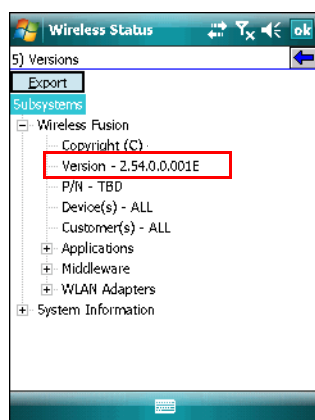 Wireless Status
ok
5) Versions
Export
Subsystems
Wireless Fusion
Copyright (C)
Version - 2.54.0.0.001E
P/N - TBD
Device(s) - ALL
Customer(s) - ALL
Applications
Middleware
WLAN Adapters
System Information